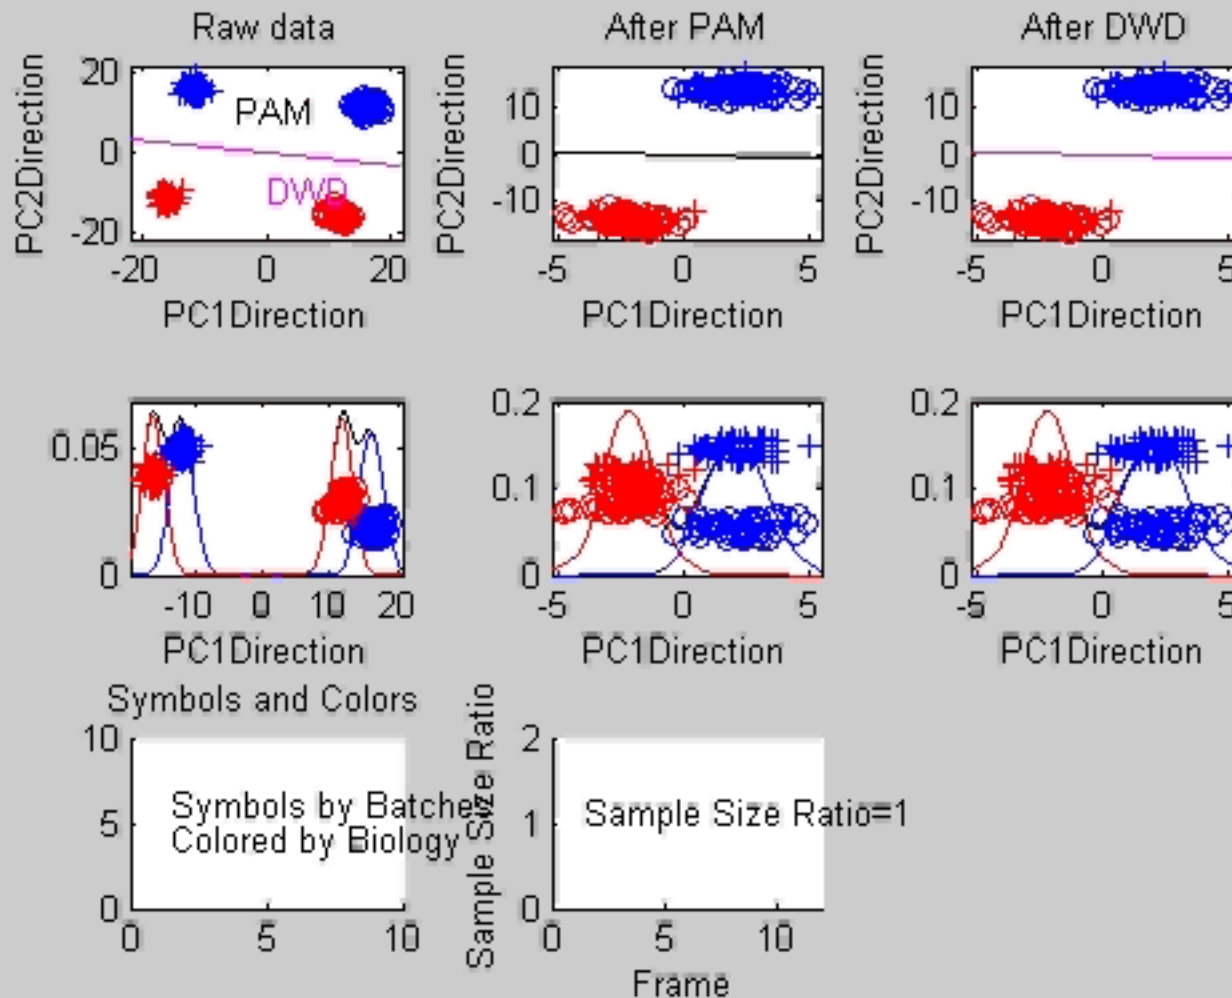 Raw data
After PAM
After DWD
PC2Direction
20
0
-20
PAM
DWD
-20
0
20
PC1Direction
PC2Direction
10
0
-10
-5
0
5
PC1Direction
PC2Direction
10
0
-10
-5
0
5
PC1Direction
0.05
0
-10
0
10
20
PC1Direction
0.2
0.1
0
-5
0
5
PC1Direction
0.2
0.1
0
-5
0
5
PC1Direction
Symbols and Colors
10
5
0
Symbols by Batche
Colored by Biology
0
5
10
Sample Size Ratio
2
1
0
Sample Size Ratio=1
0
5
10
Frame